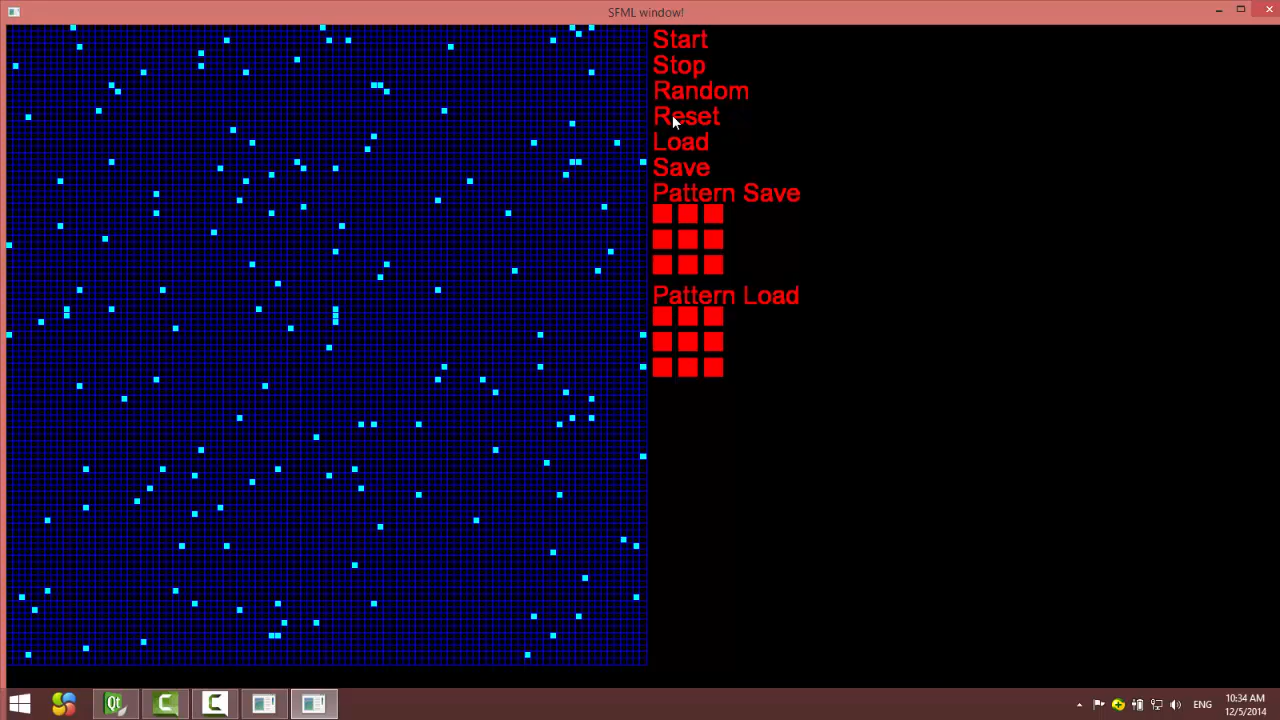 SFML window!
Start
Stop
Random
Reset
Load
Save
Pattern Save
Pattern Load
Qt
ENG
10:34 AM
12/5/2014